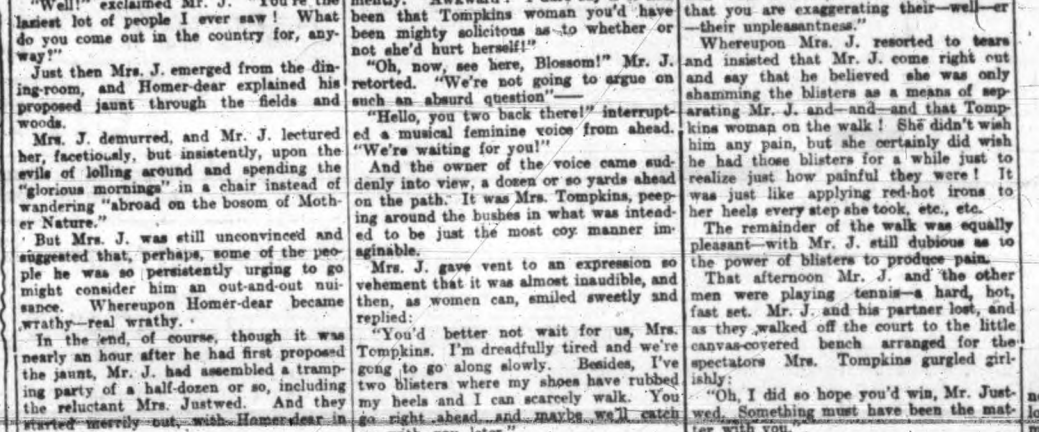 "Well!" exclaimed Mr. J. "You're the
laziest lot of people I ever saw! What
do you come out in the country for, any-
way?"
Just then Mrs. J. emerged from the din-
ing-room, and Homer-dear explained his
proposed jaunt through the fields and
woods.
Mrs. J. demurred, and Mr. J. lectured
her, facetiously, but insistently, upon the
evils of lolling around and spending the
"glorious mornings" in a chair instead of
wandering "abroad on the bosom of Moth-
er Nature."
But Mrs. J. was still unconvinced and
suggested that, perhaps, some of the peo-
ple he was so persistently urging to go
might consider him an out-and-out nui-
sance. Whereupon Homer-dear became
wrathy—real wrathy.
In the end, of course, though it was
nearly an hour after he had first proposed
the jaunt, Mr. J. had assembled a tramp-
ing party of a half-dozen or so, including
the reluctant Mrs. Justwed. And they
started merrily out, with Homer-dear in
been that Tompkins woman you'd have
been mighty solicitous as to whether or
not she'd hurt herself!"
"Oh, now, see here, Blossom!" Mr. J.
retorted. "We're not going to argue on
such an absurd question"—
"Hello, you two back there!" interrupt-
ed a musical feminine voice from ahead.
"We're waiting for you!"
And the owner of the voice came sud-
denly into view, a dozen or so yards ahead
on the path. It was Mrs. Tompkins, peep-
ing around the bushes in what was intend-
ed to be just the most coy manner im-
aginable.
Mrs. J. gave vent to an expression so
vehement that it was almost inaudible, and
then, as women can, smiled sweetly and
replied:
"You'd better not wait for us, Mrs.
Tompkins. I'm dreadfully tired and we're
gong to go along slowly. Besides, I've
two blisters where my shoes have rubbed
my heels and I can scarcely walk. You
go right ahead and maybe we'll catch
that you are exaggerating their—well—er
—their unpleasantness."
Whereupon Mrs. J. resorted to tears
and insisted that Mr. J. come right out
and say that he believed she was only
shamming the blisters as a means of sep-
arating Mr. J. and—and—and that Tomp-
kins woman on the walk! She didn't wish
him any pain, but she certainly did wish
he had those blisters for a while just to
realize just how painful they were! It
was just like applying red-hot irons to
her heels every step she took, etc., etc.
The remainder of the walk was equally
pleasant—with Mr. J. still dubious as to
the power of blisters to produce pain.
That afternoon Mr. J. and the other
men were playing tennis—a hard, hot,
fast set. Mr. J. and his partner lost, and
as they walked off the court to the little
canvas-covered bench arranged for the
spectators Mrs. Tompkins gurgled girl-
ishly:
"Oh, I did so hope you'd win, Mr. Just-
wed. Something must have been the mat-
ter with you."